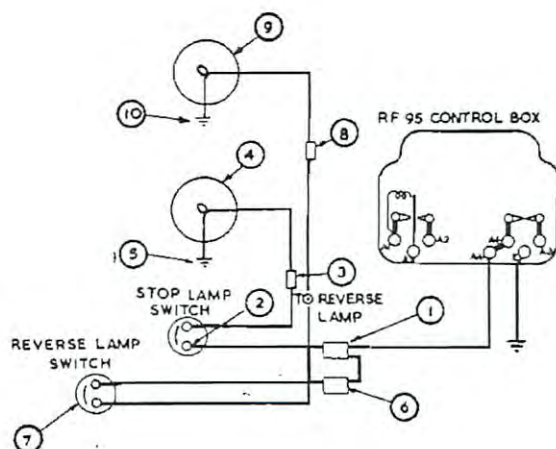 9
10
RF 95 CONTROL BOX
8
4
5
3
STOP LAMP
SWITCH
2
TO REVERSE
LAMP
1
REVERSE LAMP
SWITCH
7
6
A2